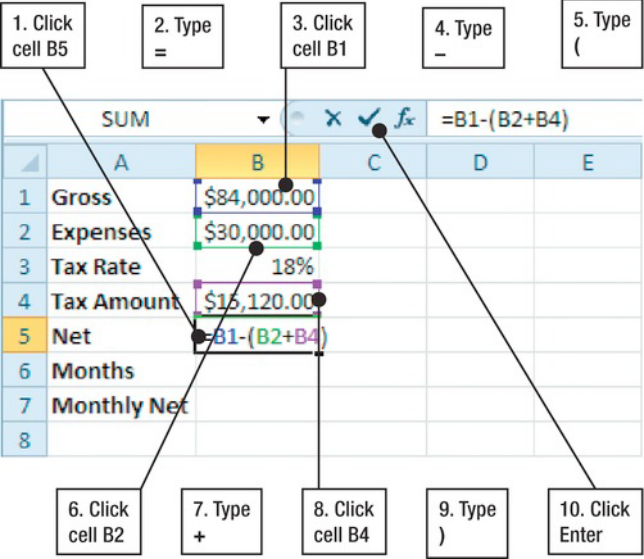 1. Click
cell B5
2. Type
=
3. Click
cell B1
4. Type
–
5. Type
(
SUM fx =B1-(B2+B4)
A B C D E
1 Gross $84,000.00
2 Expenses $30,000.00
3 Tax Rate 18%
4 Tax Amount $15,120.00
5 Net =B1-(B2+B4)
6 Months
7 Monthly Net
8
6. Click
cell B2
7. Type
+
8. Click
cell B4
9. Type
)
10. Click
Enter